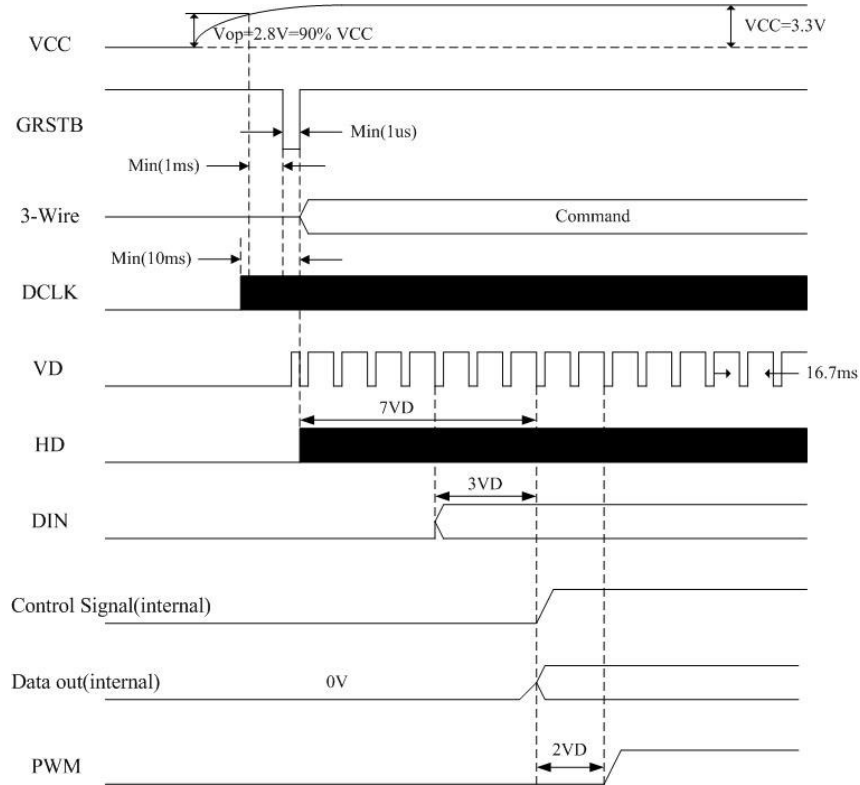 VCC
Vop=2.8V=90% VCC
VCC=3.3V
GRSTB
Min(1us)
Min(1ms)
3-Wire
Command
Min(10ms)
DCLK
VD
16.7ms
7VD
HD
3VD
DIN
Control Signal(internal)
Data out(internal)
0V
2VD
PWM